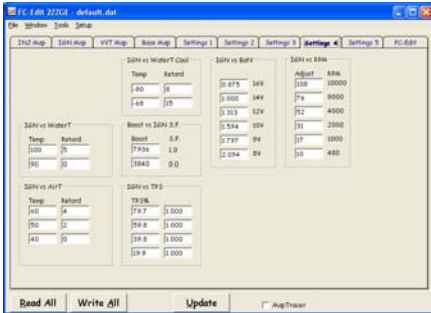 FC-Edit 2ZZGE - default.dat
File Window Tools Setup
INJ Map IGN Map VVT Map Base Map Settings 1 Settings 2 Settings 3 Settings 4 Settings 5 FC-Edit
IGN vs WaterT Cool
Temp Retard
-80 8
-68 15
IGN vs BatV
0.875 16V
1.000 14V
1.313 12V
1.594 10V
1.797 9V
2.094 8V
IGN vs RPM
Adjust RPM
108 10000
76 8000
52 4000
31 2000
17 1000
10 480
IGN vs WaterT
Temp Retard
100 5
90 0
Boost vs IGN S.F.
Boost S.F.
7936 1.0
3840 0.0
IGN vs AirT
Temp Retard
60 4
50 2
40 0
IGN vs TPS
TPS%
79.7 1.000
59.8 1.000
39.8 1.000
19.9 1.000
Read All Write All Update MapTracer